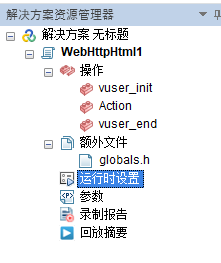 解决方案资源管理器
解决方案 无标题
WebHttpHtml1
操作
vuser_init
Action
vuser_end
额外文件
globals.h
运行时设置
参数
录制报告
回放摘要